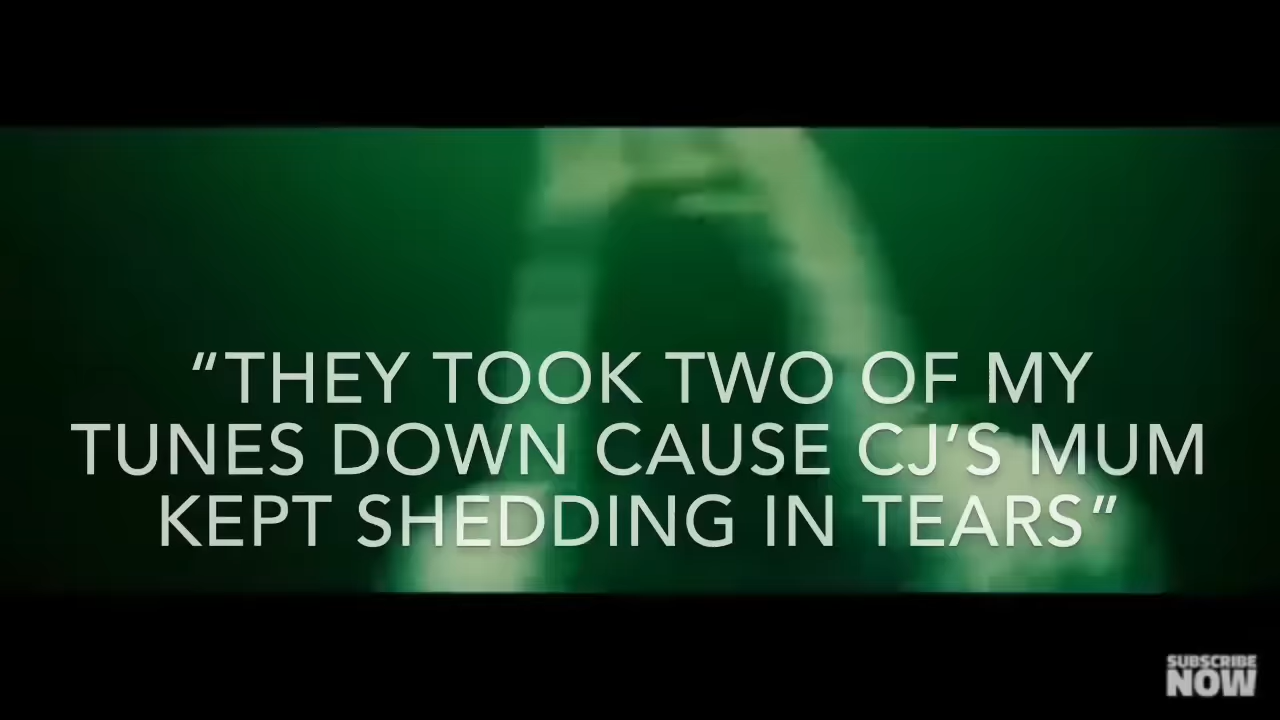 “THEY TOOK TWO OF MY
TUNES DOWN CAUSE CJ’S MUM
KEPT SHEDDING IN TEARS”
SUBSCRIBE
NOW